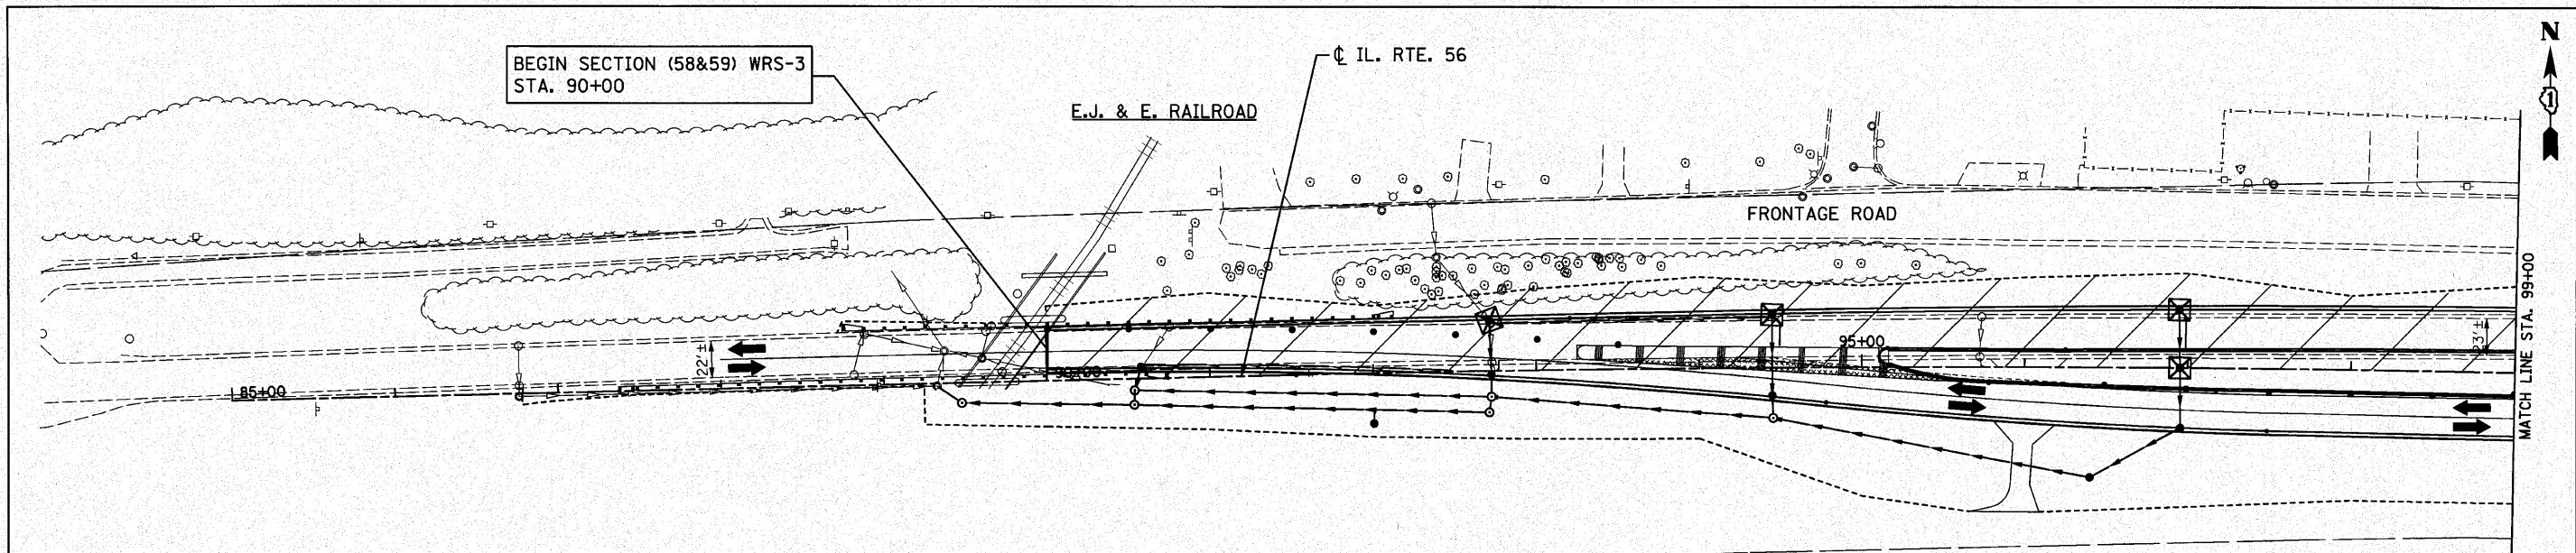 N
BEGIN SECTION (58&59) WRS-3
STA. 90+00
℄ IL. RTE. 56
E.J. & E. RAILROAD
FRONTAGE ROAD
MATCH LINE STA. 99+00
22'±
23'±
85+00
90+00
95+00